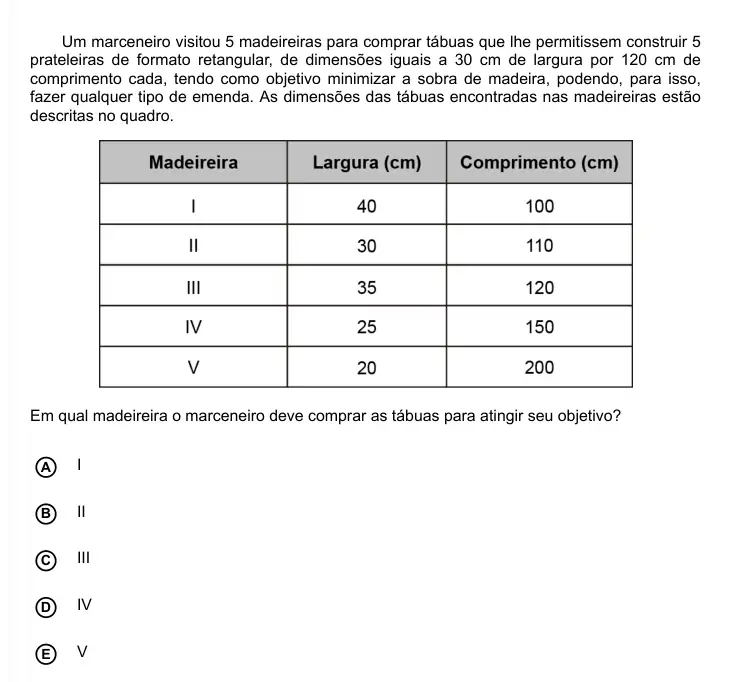 Um marceneiro visitou 5 madeireiras para comprar tábuas que lhe permitissem construir 5
prateleiras de formato retangular, de dimensões iguais a 30 cm de largura por 120 cm de
comprimento cada, tendo como objetivo minimizar a sobra de madeira, podendo, para isso,
fazer qualquer tipo de emenda. As dimensões das tábuas encontradas nas madeireiras estão
descritas no quadro.
Madeireira Largura (cm) Comprimento (cm)
I 40 100
II 30 110
III 35 120
IV 25 150
V 20 200
Em qual madeireira o marceneiro deve comprar as tábuas para atingir seu objetivo?
A I
B II
C III
D IV
E V